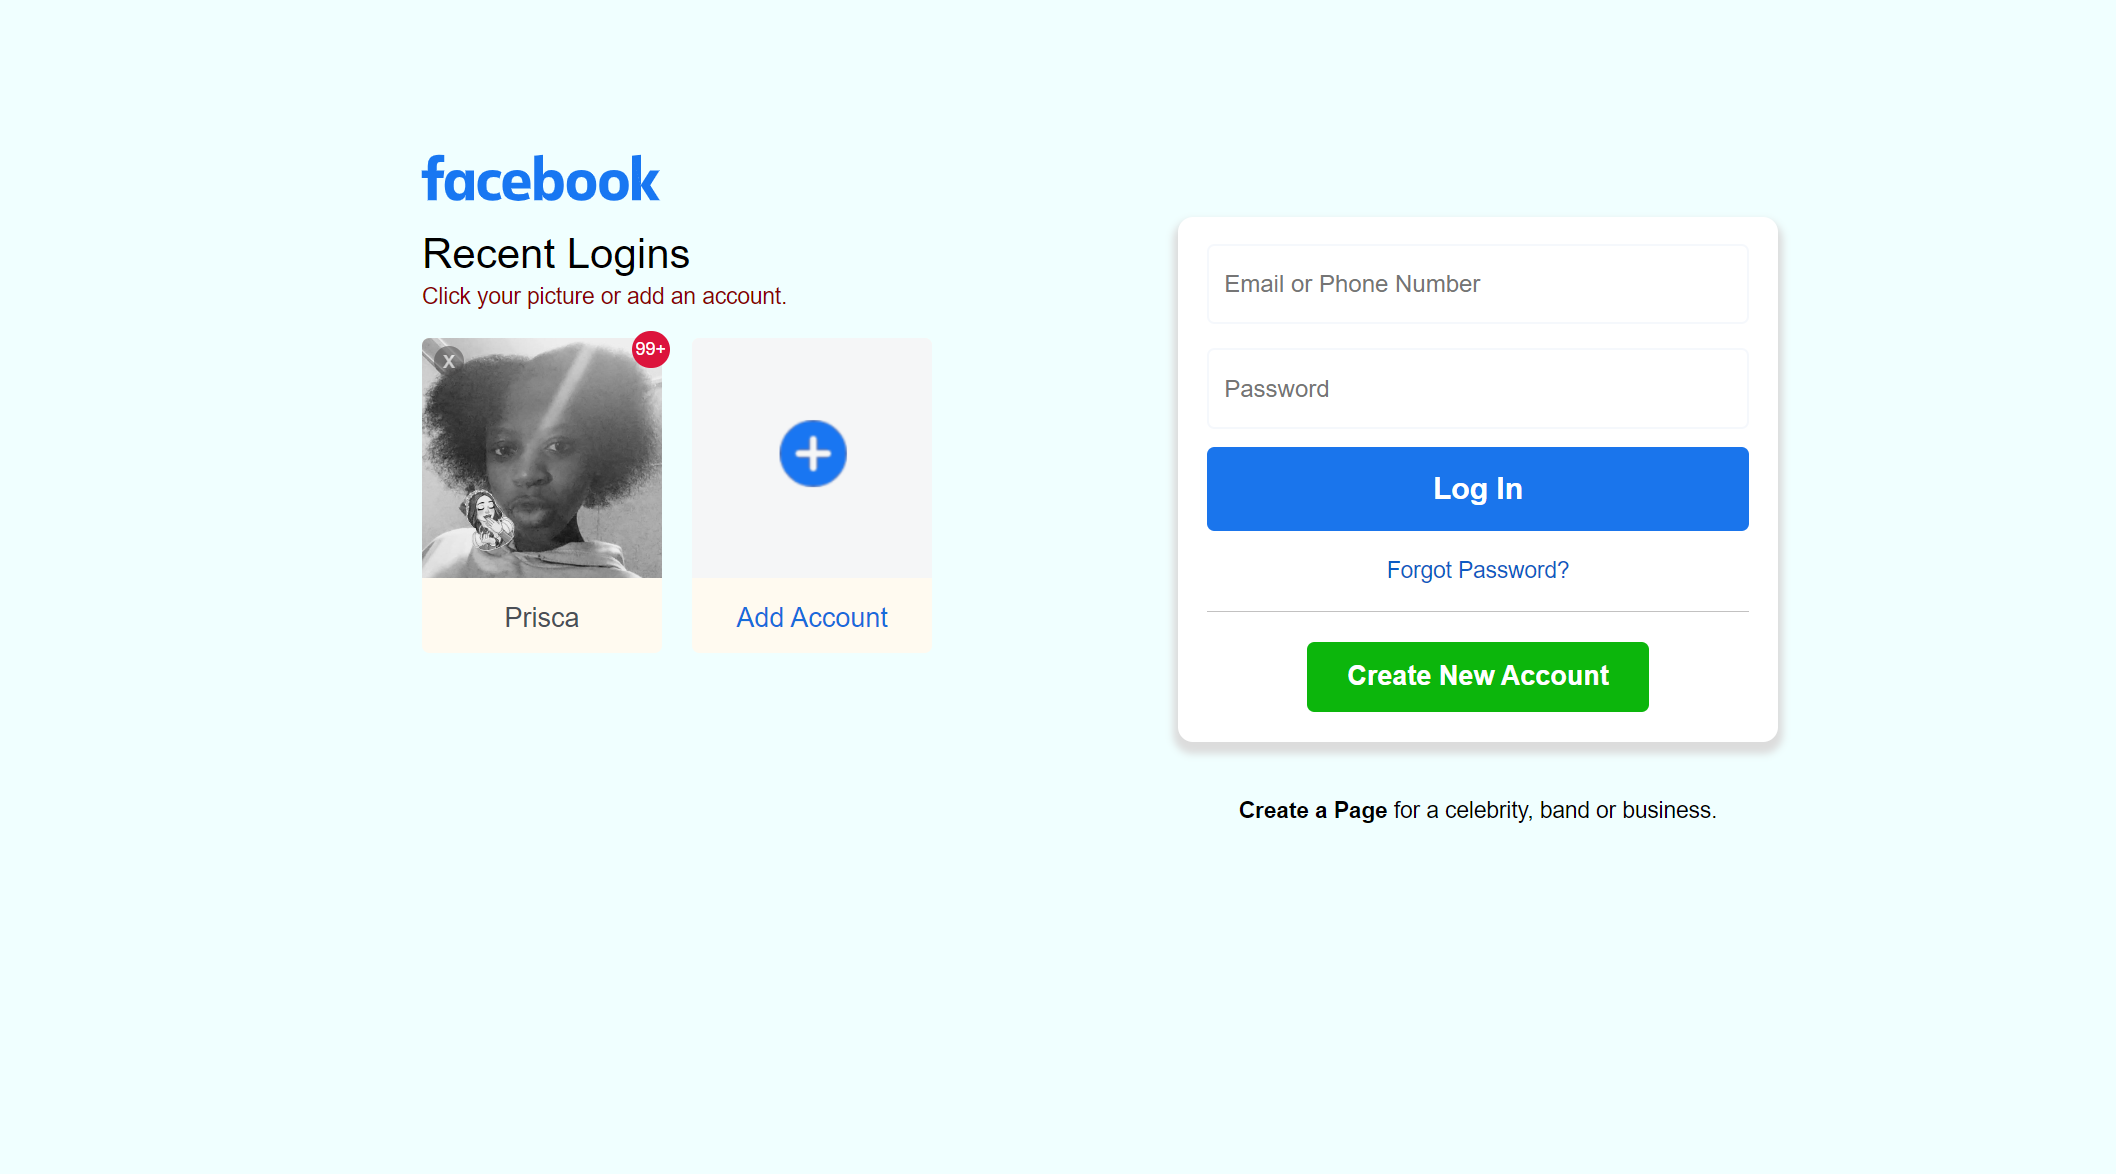 facebook
Recent Logins
Click your picture or add an account.
X
99+
Prisca
Add Account
Email or Phone Number
Password
Log In
Forgot Password?
Create New Account
Create a Page for a celebrity, band or business.